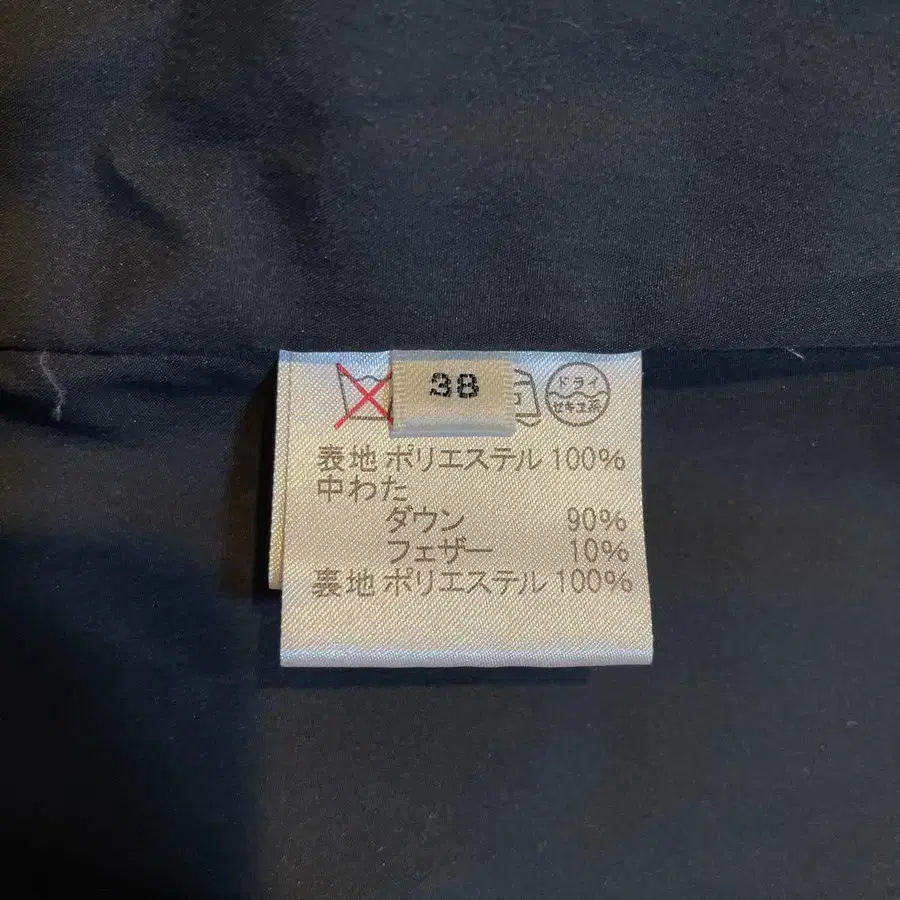 38
ドライ
セキユ系
表地 ポリエステル 100%
中わた
ダウン 90%
フェザー 10%
裏地 ポリエステル 100%